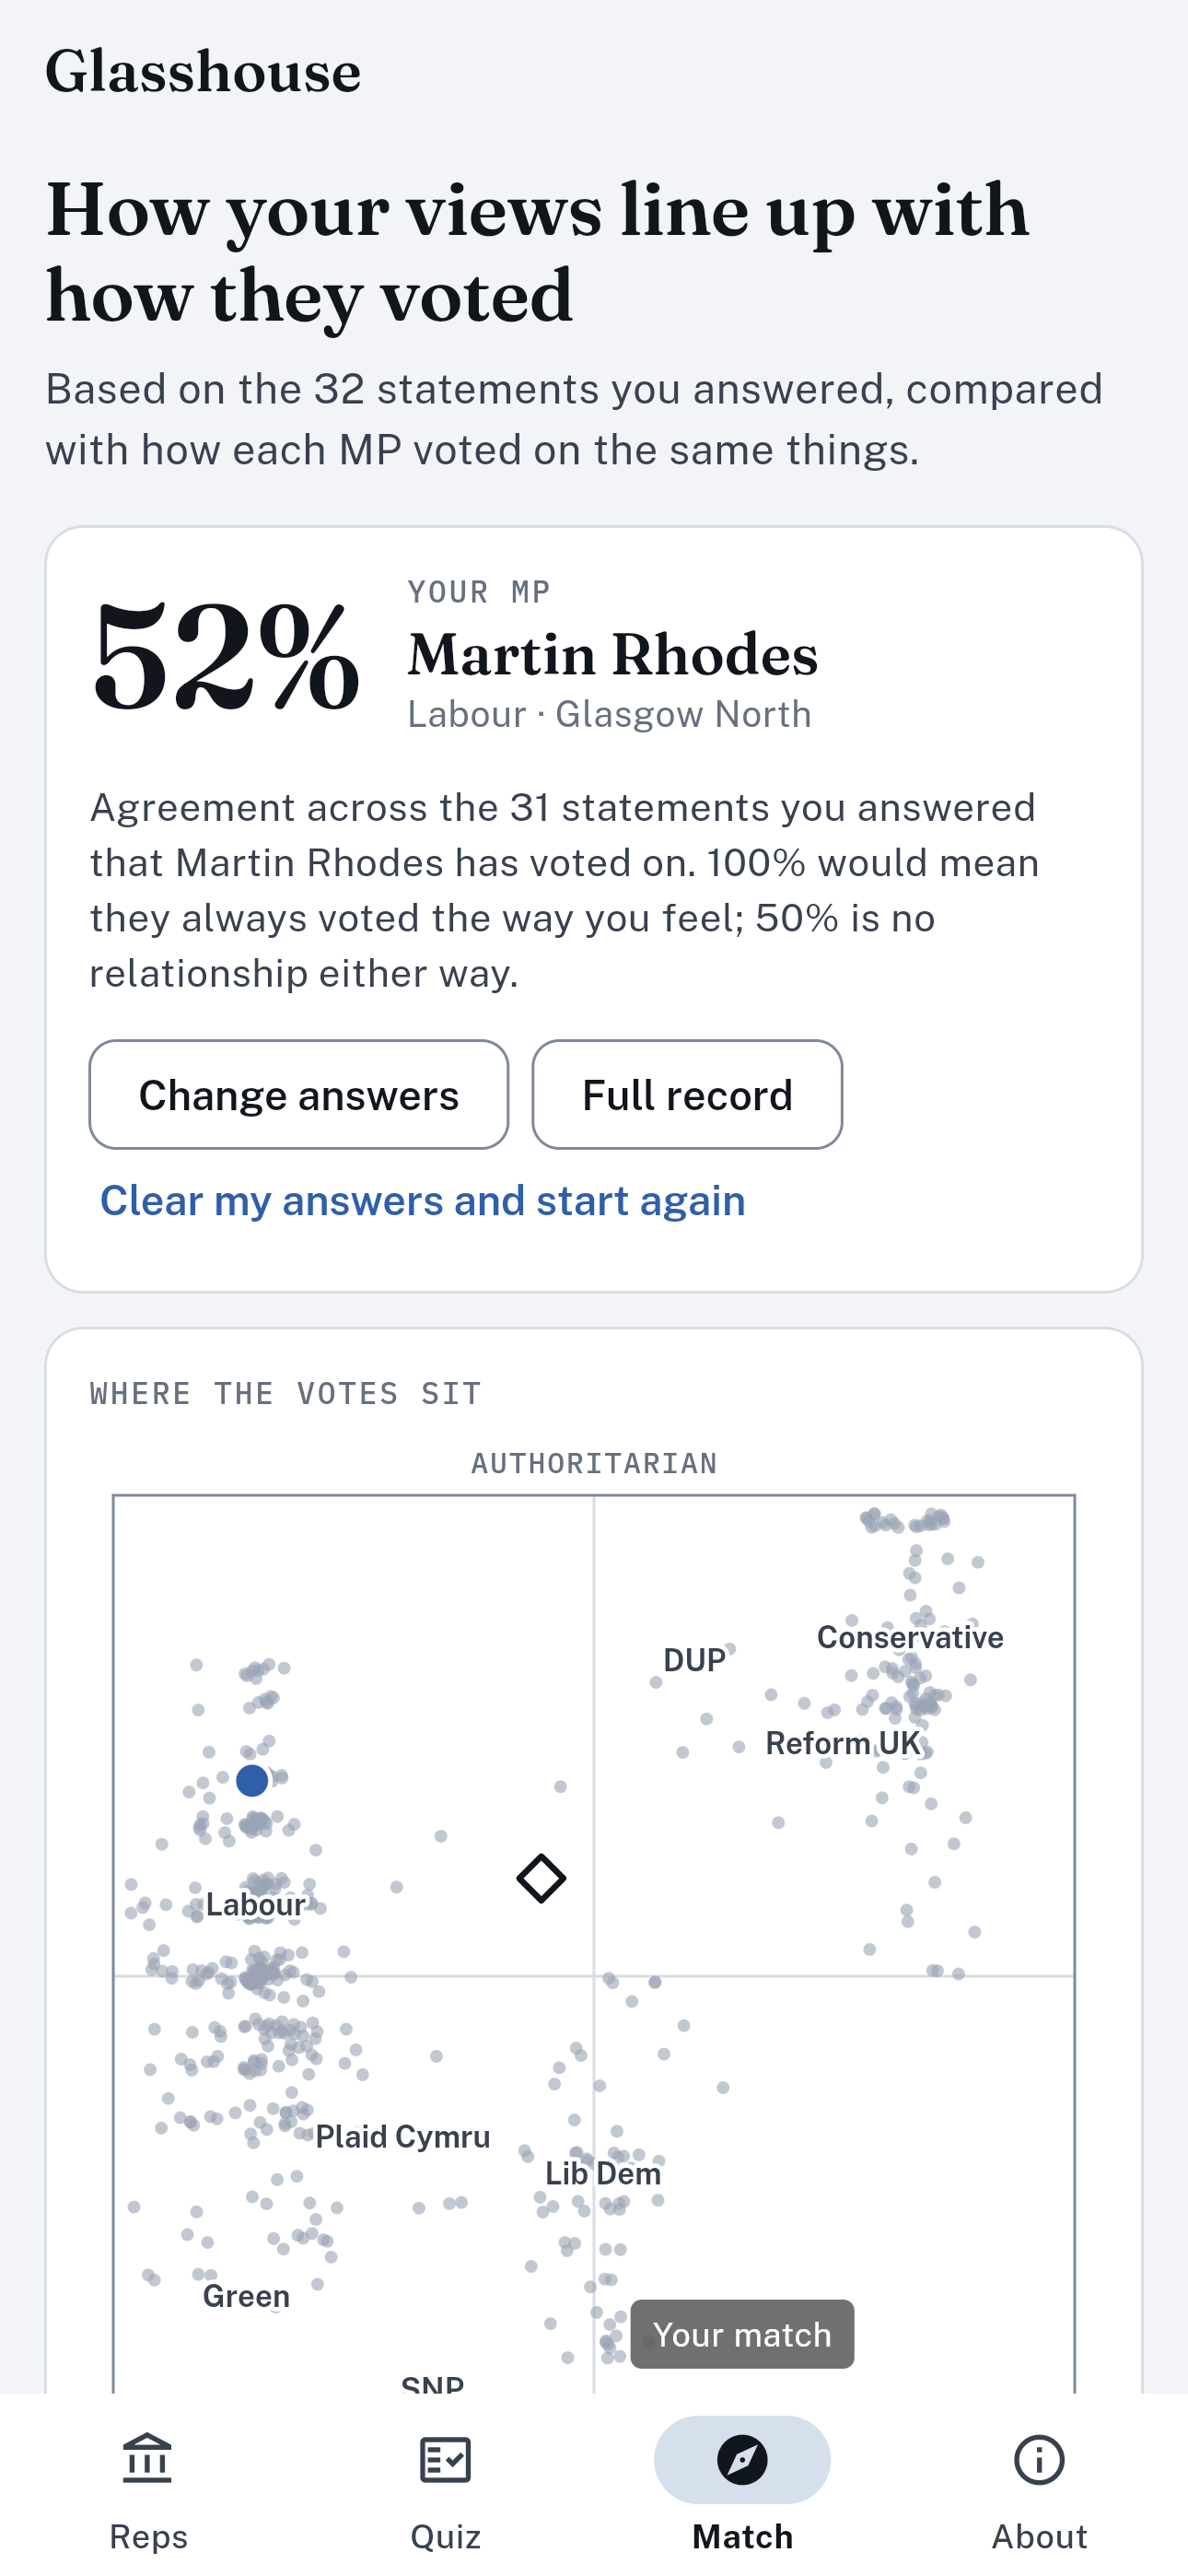 Glasshouse
How your views line up with
how they voted
Based on the 32 statements you answered, compared
with how each MP voted on the same things.
52%
YOUR MP
Martin Rhodes
Labour · Glasgow North
Agreement across the 31 statements you answered
that Martin Rhodes has voted on. 100% would mean
they always voted the way you feel; 50% is no
relationship either way.
Change answers
Full record
Clear my answers and start again
WHERE THE VOTES SIT
AUTHORITARIAN
Conservative
DUP
Reform UK
Labour
Plaid Cymru
Lib Dem
Green
Your match
SNP
Reps
Quiz
Match
About